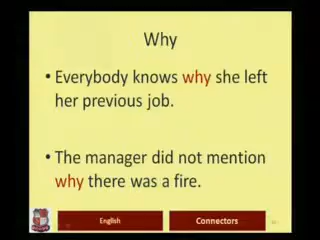 Why
• Everybody knows why she left
her previous job.
• The manager did not mention
why there was a fire.
English
Connectors